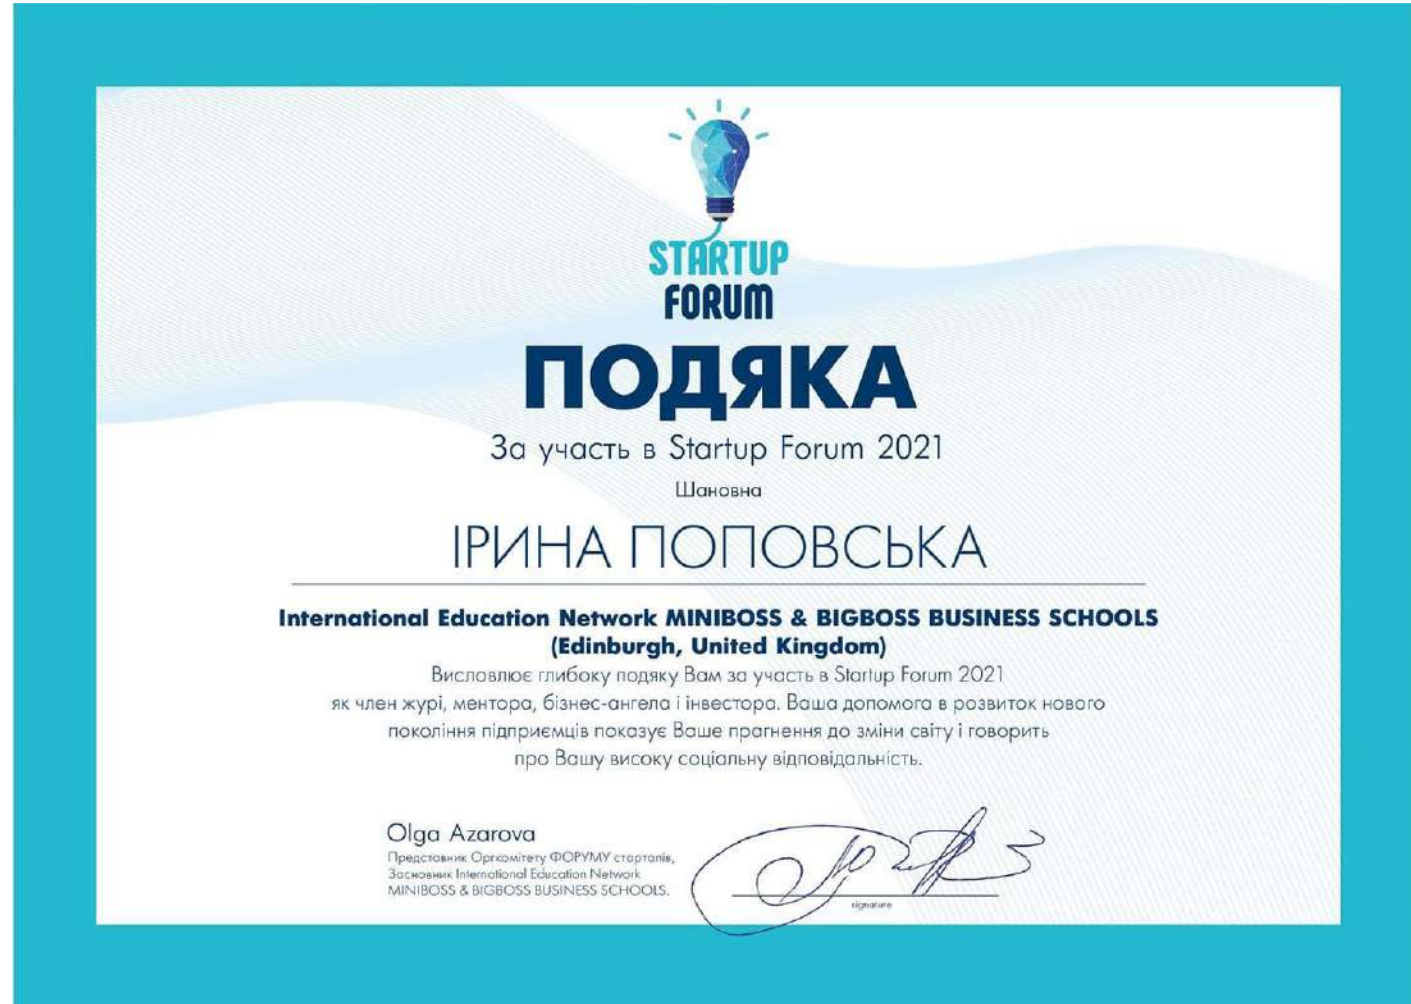 STARTUP
FORUM
ПОДЯКА
За участь в Startup Forum 2021
Шановна
ІРИНА ПОПОВСЬКА
International Education Network MINIBOSS & BIGBOSS BUSINESS SCHOOLS
(Edinburgh, United Kingdom)
Висловлює глибоку подяку Вам за участь в Startup Forum 2021
як член журі, ментора, бізнес-ангела і інвестора. Ваша допомога в розвиток нового
покоління підприємців показує Ваше прагнення до зміни світу і говорить
про Вашу високу соціальну відповідальність.
Olga Azarova
Представник Оргкомітету ФОРУМУ стартапів,
Засновник International Education Network
MINIBOSS & BIGBOSS BUSINESS SCHOOLS.
signature